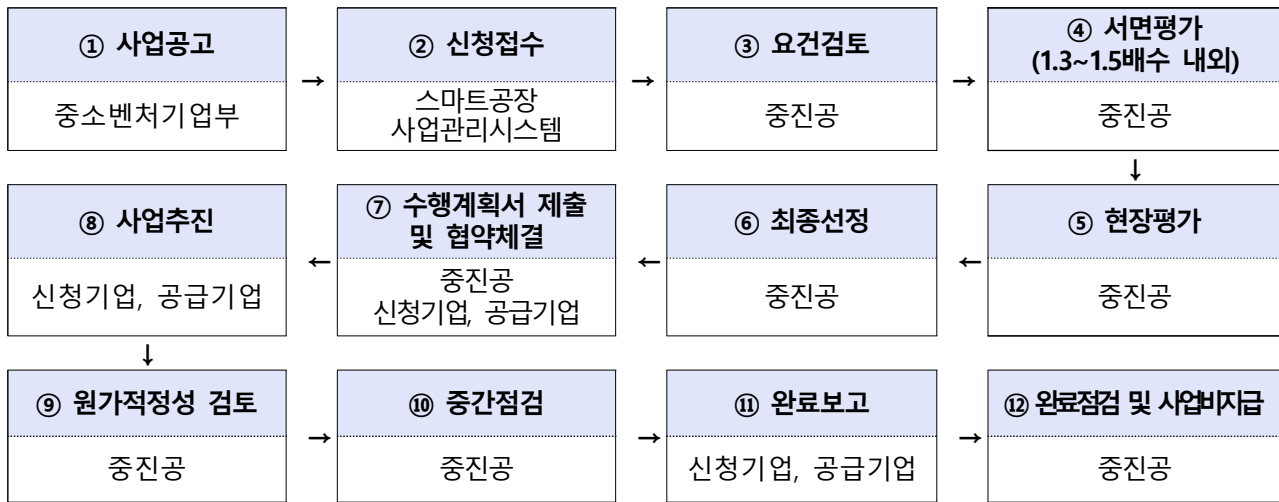 ① 사업공고
중소벤처기업부
→
② 신청접수
스마트공장
사업관리시스템
→
③ 요건검토
중진공
→
④ 서면평가
(1.3~1.5배수 내외)
중진공
↓
⑤ 현장평가
중진공
←
⑥ 최종선정
중진공
←
⑦ 수행계획서 제출
및 협약체결
중진공
신청기업, 공급기업
←
⑧ 사업추진
신청기업, 공급기업
↓
⑨ 원가적정성 검토
중진공
→
⑩ 중간점검
중진공
→
⑪ 완료보고
신청기업, 공급기업
→
⑫ 완료점검 및 사업비지급
중진공